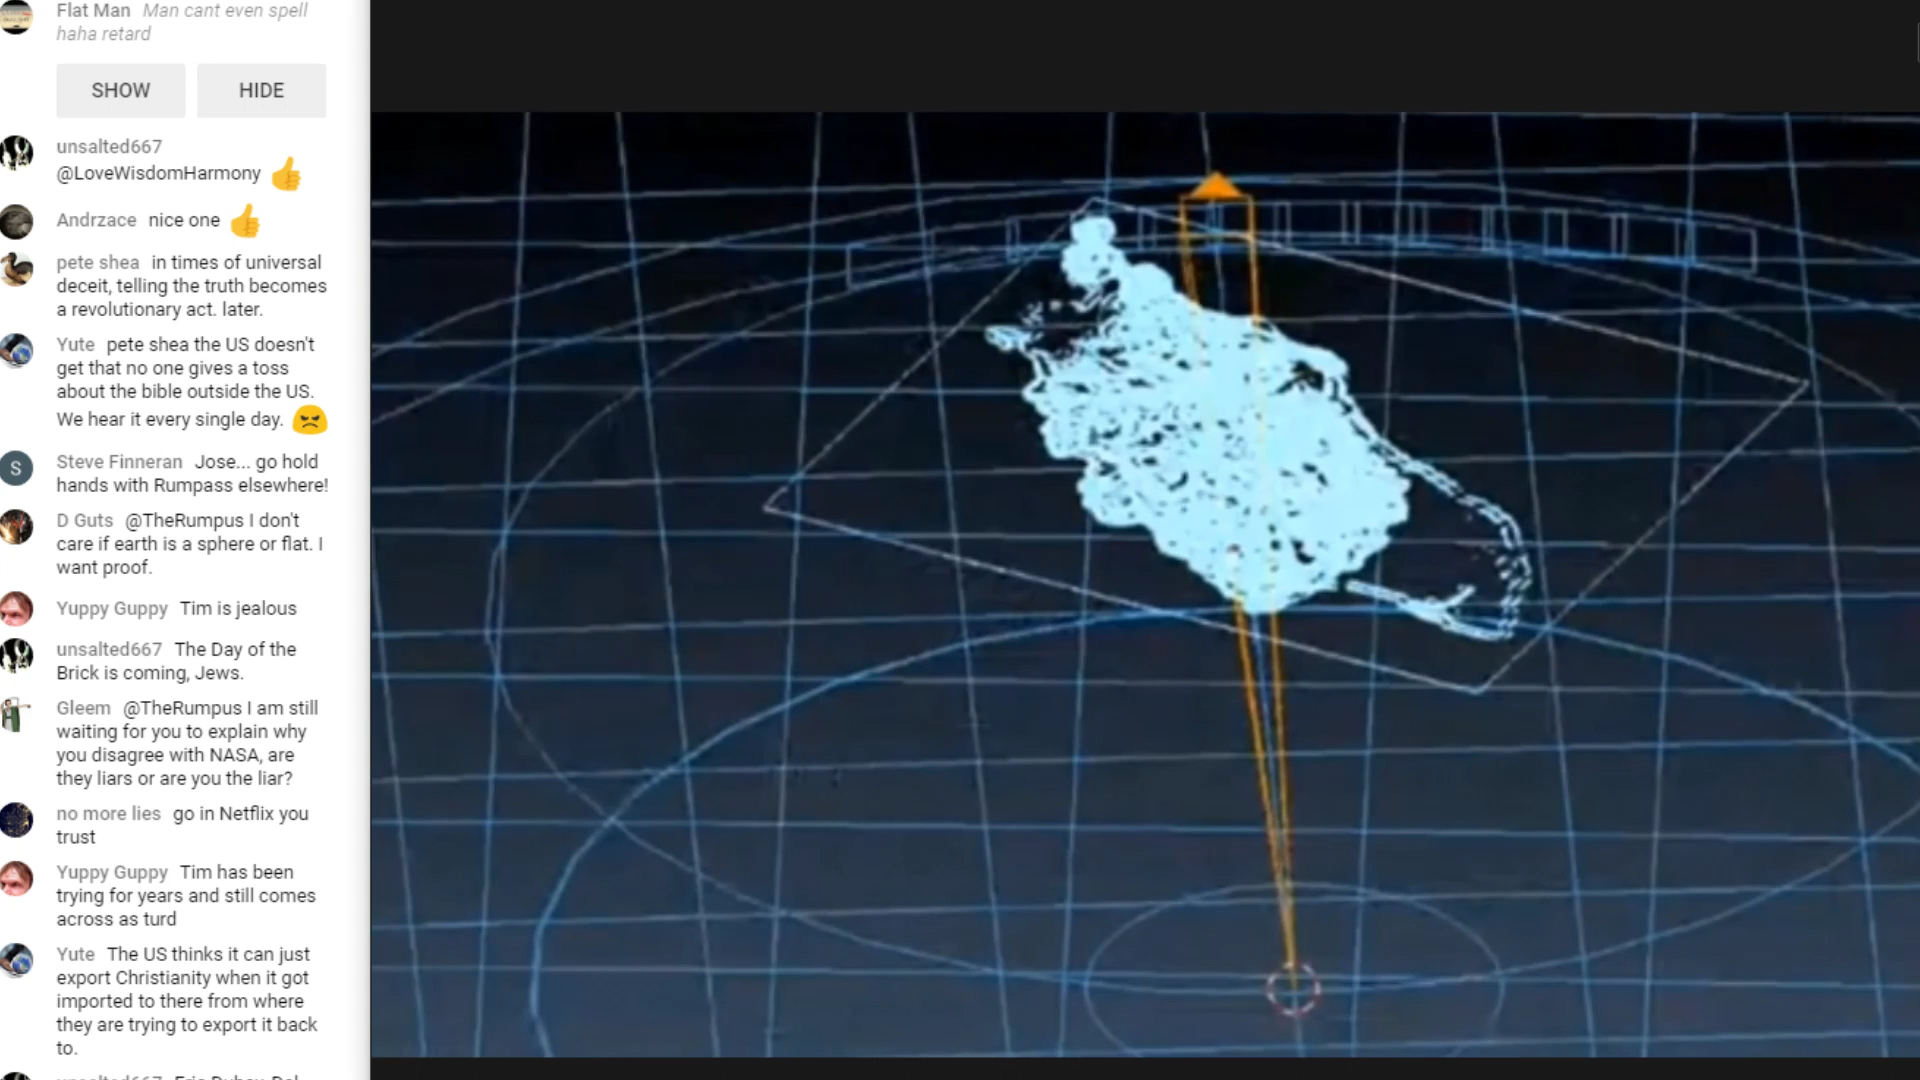 Flat Man Man cant even spell
haha retard
SHOW HIDE
unsalted667
@LoveWisdomHarmony
Andrzace nice one
pete shea in times of universal
deceit, telling the truth becomes
a revolutionary act. later.
Yute pete shea the US doesn't
get that no one gives a toss
about the bible outside the US.
We hear it every single day.
S Steve Finneran Jose... go hold
hands with Rumpass elsewhere!
D Guts @TheRumpus I don't
care if earth is a sphere or flat. I
want proof.
Yuppy Guppy Tim is jealous
unsalted667 The Day of the
Brick is coming, Jews.
Gleem @TheRumpus I am still
waiting for you to explain why
you disagree with NASA, are
they liars or are you the liar?
no more lies go in Netflix you
trust
Yuppy Guppy Tim has been
trying for years and still comes
across as turd
Yute The US thinks it can just
export Christianity when it got
imported to there from where
they are trying to export it back
to.